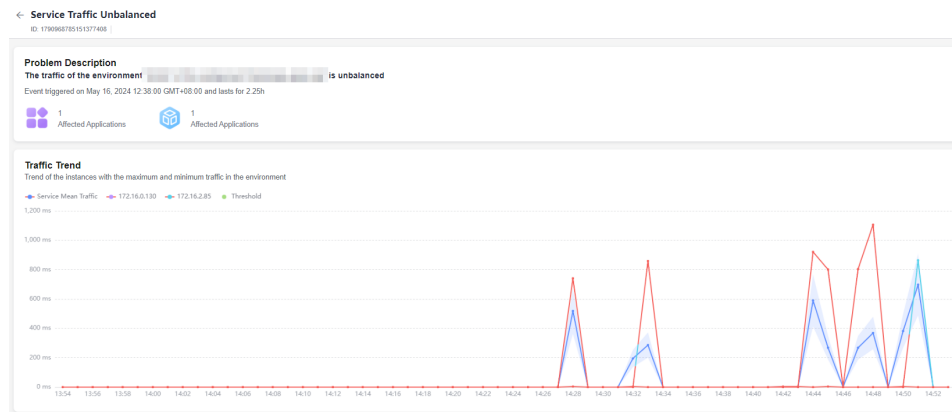 Service Traffic Unbalanced
ID: 1790968785151377408
Problem Description
The traffic of the environment is unbalanced
Event triggered on May 16, 2024 12:38:00 GMT+08:00 and lasts for 2.25h
1
Affected Applications
1
Affected Applications
Traffic Trend
Trend of the instances with the maximum and minimum traffic in the environment
Service Mean Traffic 172.16.0.130 172.16.2.85 Threshold
1,200 ms
1,000 ms
800 ms
600 ms
400 ms
200 ms
0 ms
13:54 13:56 13:58 14:00 14:02 14:04 14:06 14:08 14:10 14:12 14:14 14:16 14:18 14:20 14:22 14:24 14:26 14:28 14:30 14:32 14:34 14:36 14:38 14:40 14:42 14:44 14:46 14:48 14:50 14:52